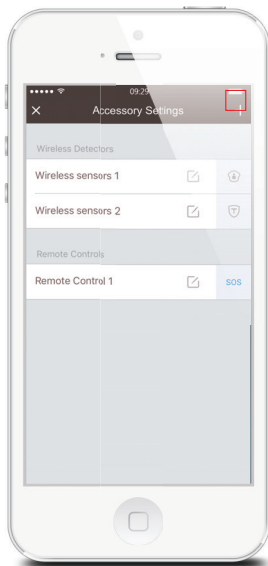 09:29
Accessory Settings
Wireless Detectors
Wireless sensors 1
Wireless sensors 2
Remote Controls
Remote Control 1 SOS